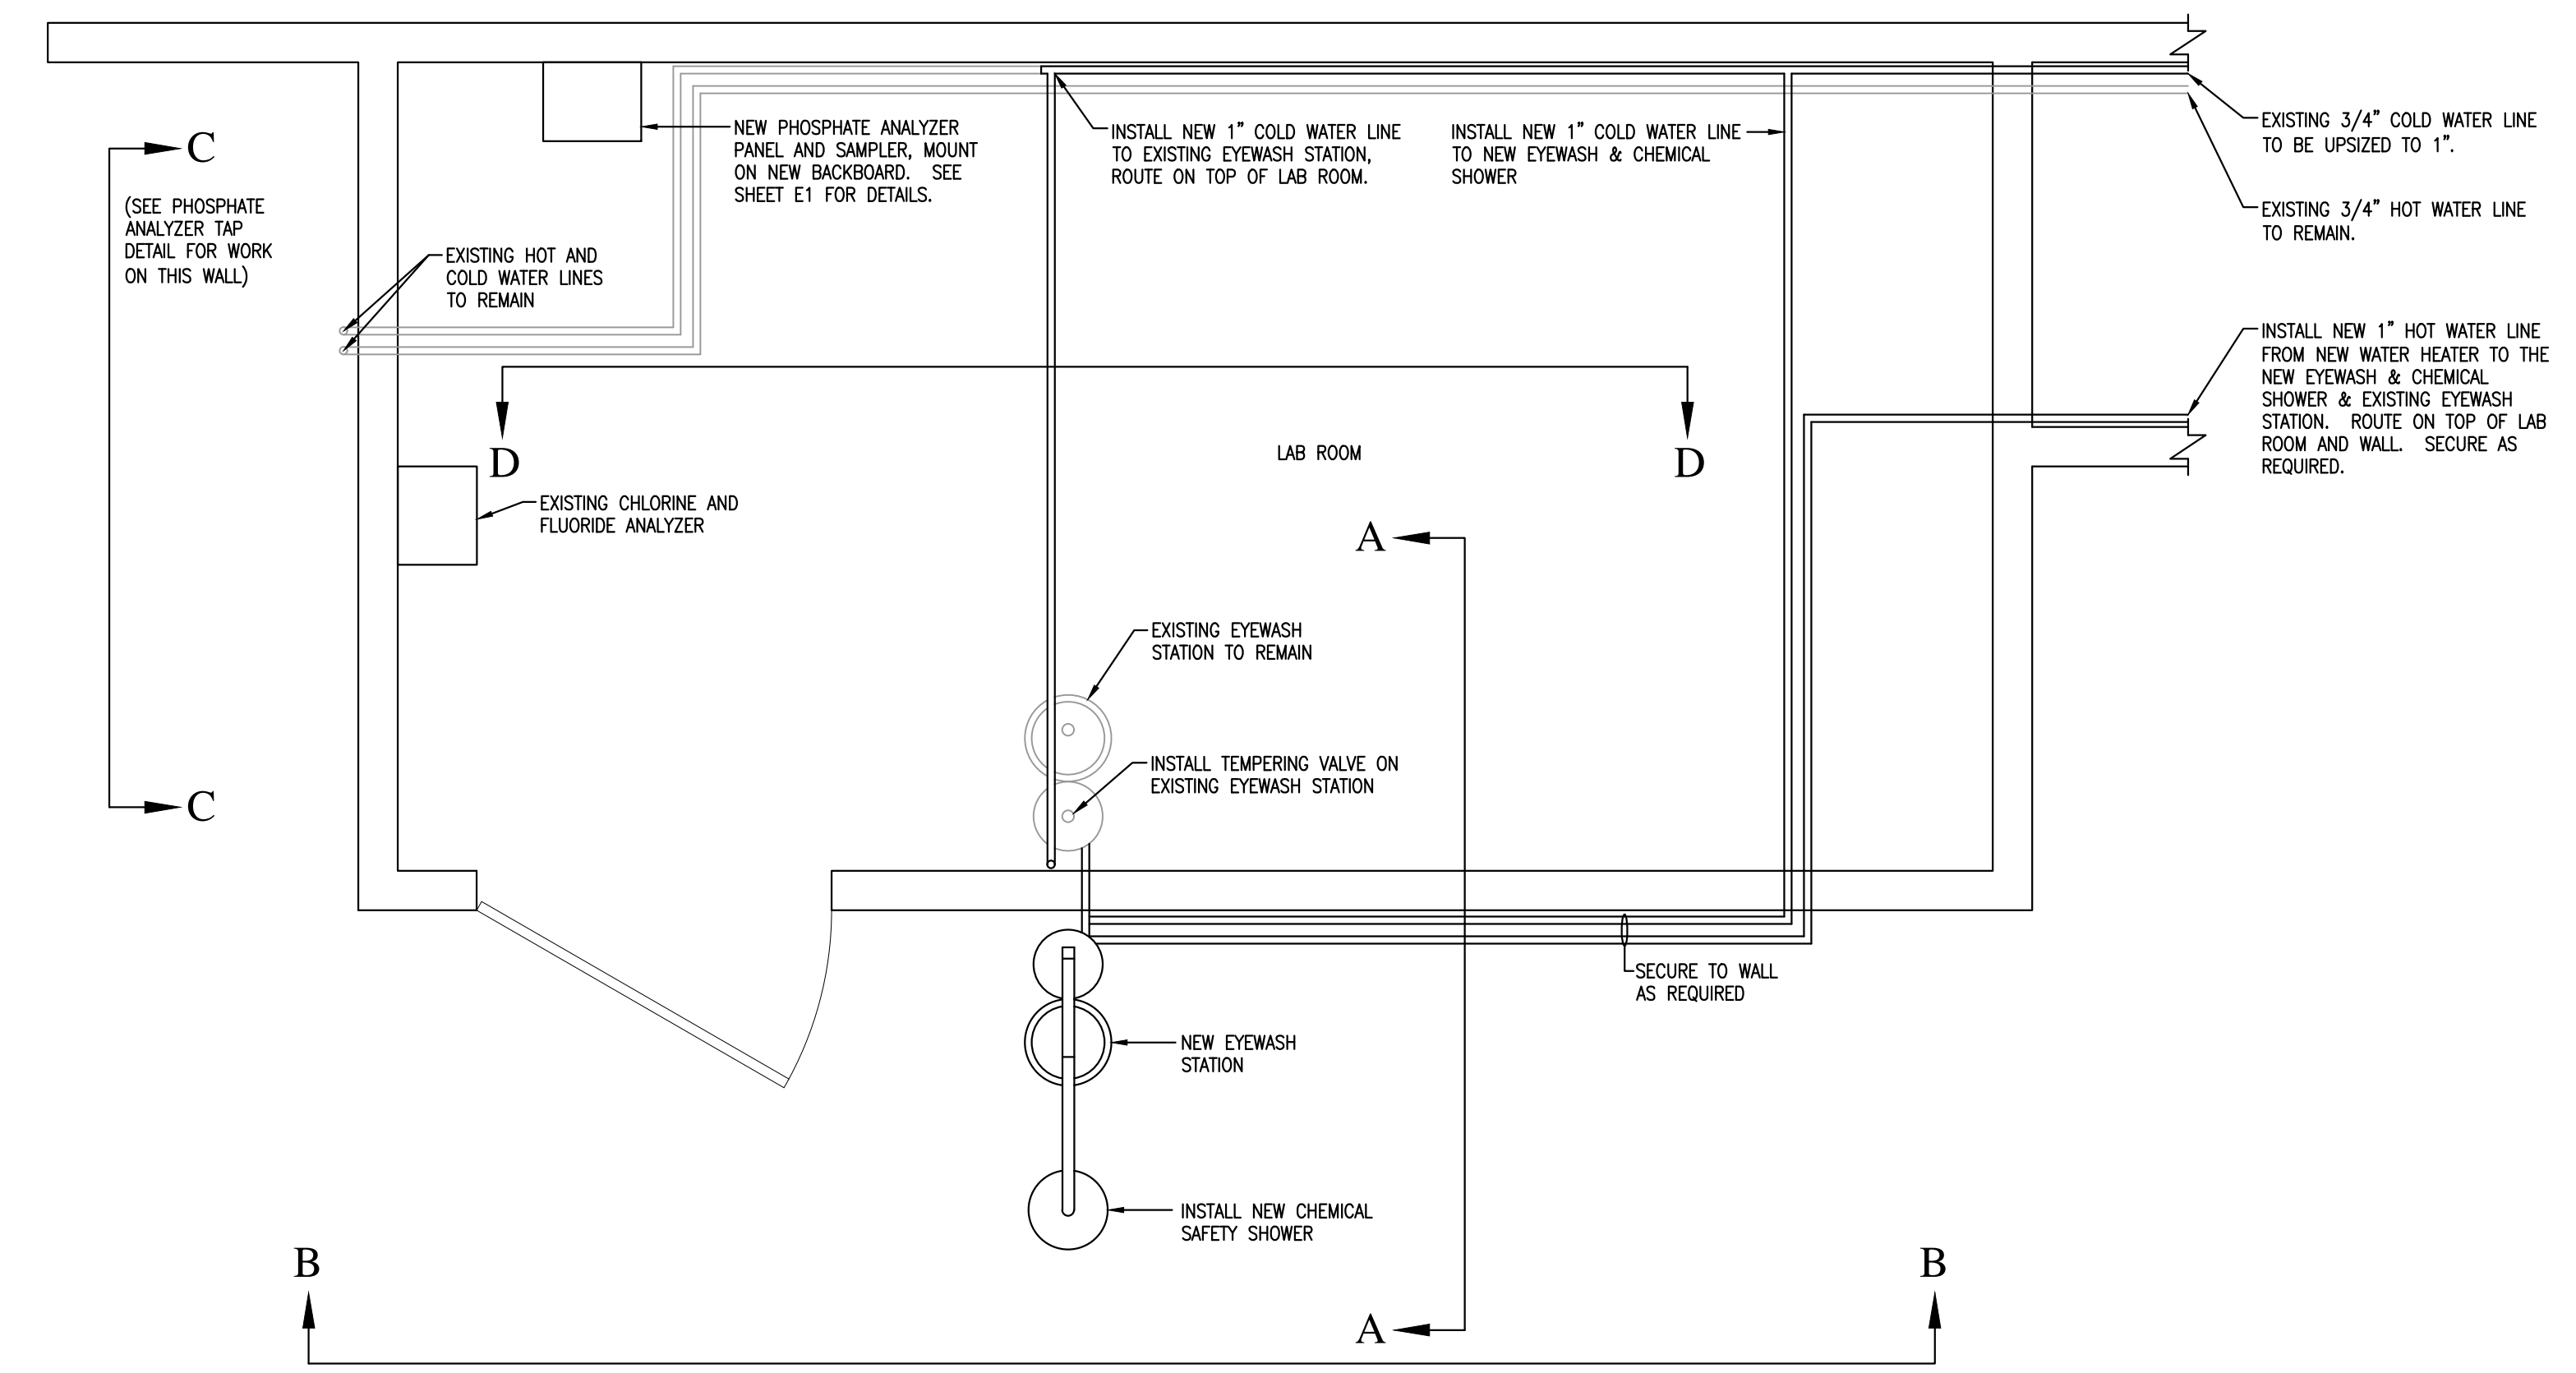 C
(SEE PHOSPHATE
ANALYZER TAP
DETAIL FOR WORK
ON THIS WALL)
C
NEW PHOSPHATE ANALYZER
PANEL AND SAMPLER, MOUNT
ON NEW BACKBOARD.  SEE
SHEET E1 FOR DETAILS.
INSTALL NEW 1" COLD WATER LINE
TO EXISTING EYEWASH STATION,
ROUTE ON TOP OF LAB ROOM.
INSTALL NEW 1" COLD WATER LINE
TO NEW EYEWASH & CHEMICAL
SHOWER
EXISTING 3/4" COLD WATER LINE
TO BE UPSIZED TO 1".
EXISTING 3/4" HOT WATER LINE
TO REMAIN.
EXISTING HOT AND
COLD WATER LINES
TO REMAIN
INSTALL NEW 1" HOT WATER LINE
FROM NEW WATER HEATER TO THE
NEW EYEWASH & CHEMICAL
SHOWER & EXISTING EYEWASH
STATION.  ROUTE ON TOP OF LAB
ROOM AND WALL.  SECURE AS
REQUIRED.
D
LAB ROOM
D
EXISTING CHLORINE AND
FLUORIDE ANALYZER
A
EXISTING EYEWASH
STATION TO REMAIN
INSTALL TEMPERING VALVE ON
EXISTING EYEWASH STATION
SECURE TO WALL
AS REQUIRED
NEW EYEWASH
STATION
INSTALL NEW CHEMICAL
SAFETY SHOWER
B
B
A